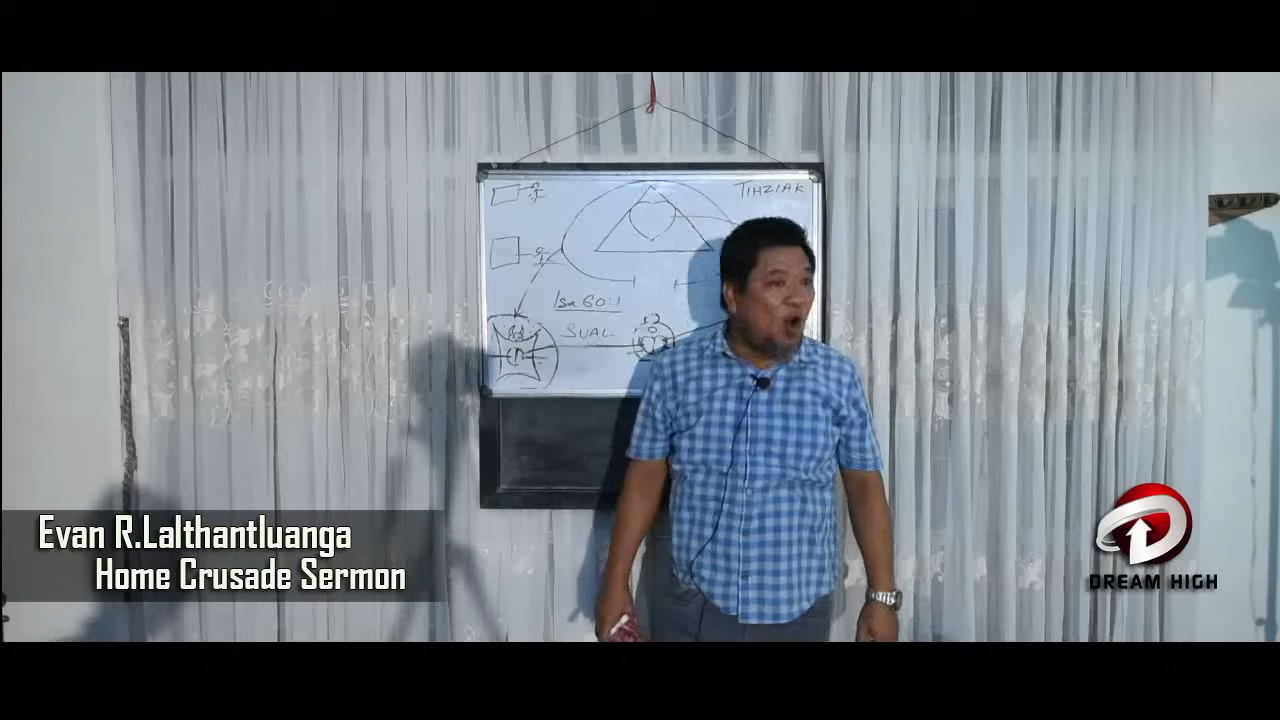 TIHZIAK
Isa 60:1
SUAL
Evan R.Lalthantluanga
Home Crusade Sermon
DREAM HIGH